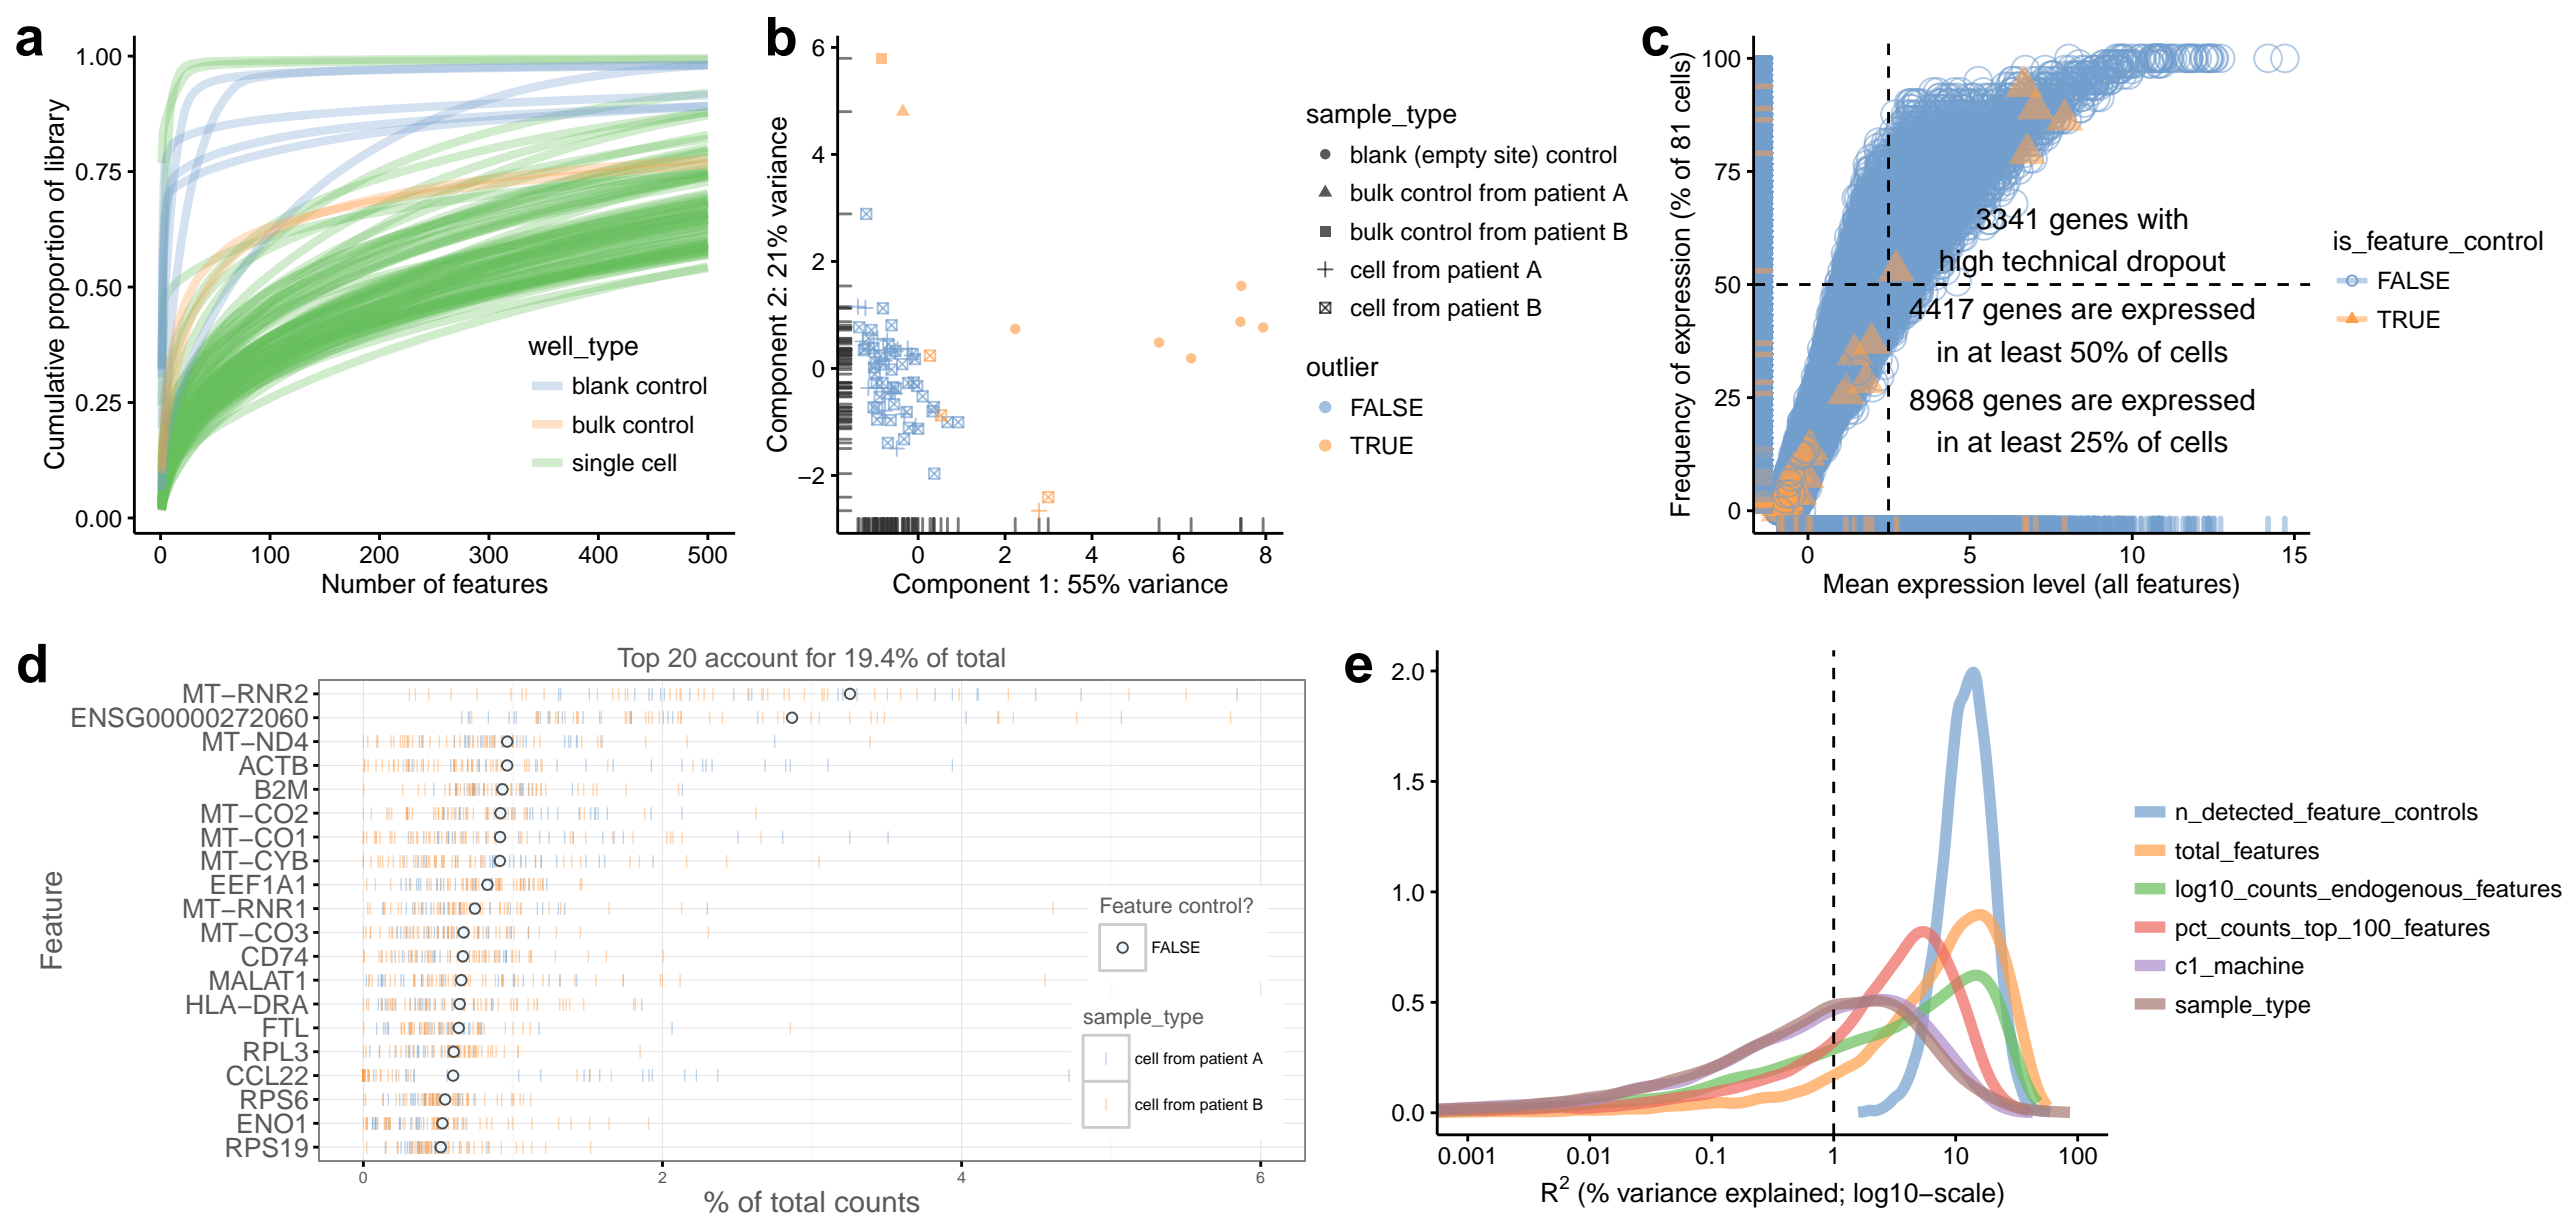 a
1.00
0.75
0.50
0.25
0.00
Cumulative proportion of library
0 100 200 300 400 500
Number of features
well_type
blank control
bulk control
single cell
b
6
4
2
0
−2
Component 2: 21% variance
0 2 4 6 8
Component 1: 55% variance
sample_type
blank (empty site) control
bulk control from patient A
bulk control from patient B
cell from patient A
cell from patient B
outlier
FALSE
TRUE
c
100
75
50
25
0
Frequency of expression (% of 81 cells)
3341 genes with
high technical dropout
4417 genes are expressed
in at least 50% of cells
8968 genes are expressed
in at least 25% of cells
0 5 10 15
Mean expression level (all features)
is_feature_control
FALSE
TRUE
d
Top 20 account for 19.4% of total
Feature
MT−RNR2
ENSG00000272060
MT−ND4
ACTB
B2M
MT−CO2
MT−CO1
MT−CYB
EEF1A1
MT−RNR1
MT−CO3
CD74
MALAT1
HLA−DRA
FTL
RPL3
CCL22
RPS6
ENO1
RPS19
0 2 4 6
% of total counts
Feature control?
FALSE
sample_type
cell from patient A
cell from patient B
e
2.0
1.5
1.0
0.5
0.0
0.001 0.01 0.1 1 10 100
R² (% variance explained; log10−scale)
n_detected_feature_controls
total_features
log10_counts_endogenous_features
pct_counts_top_100_features
c1_machine
sample_type